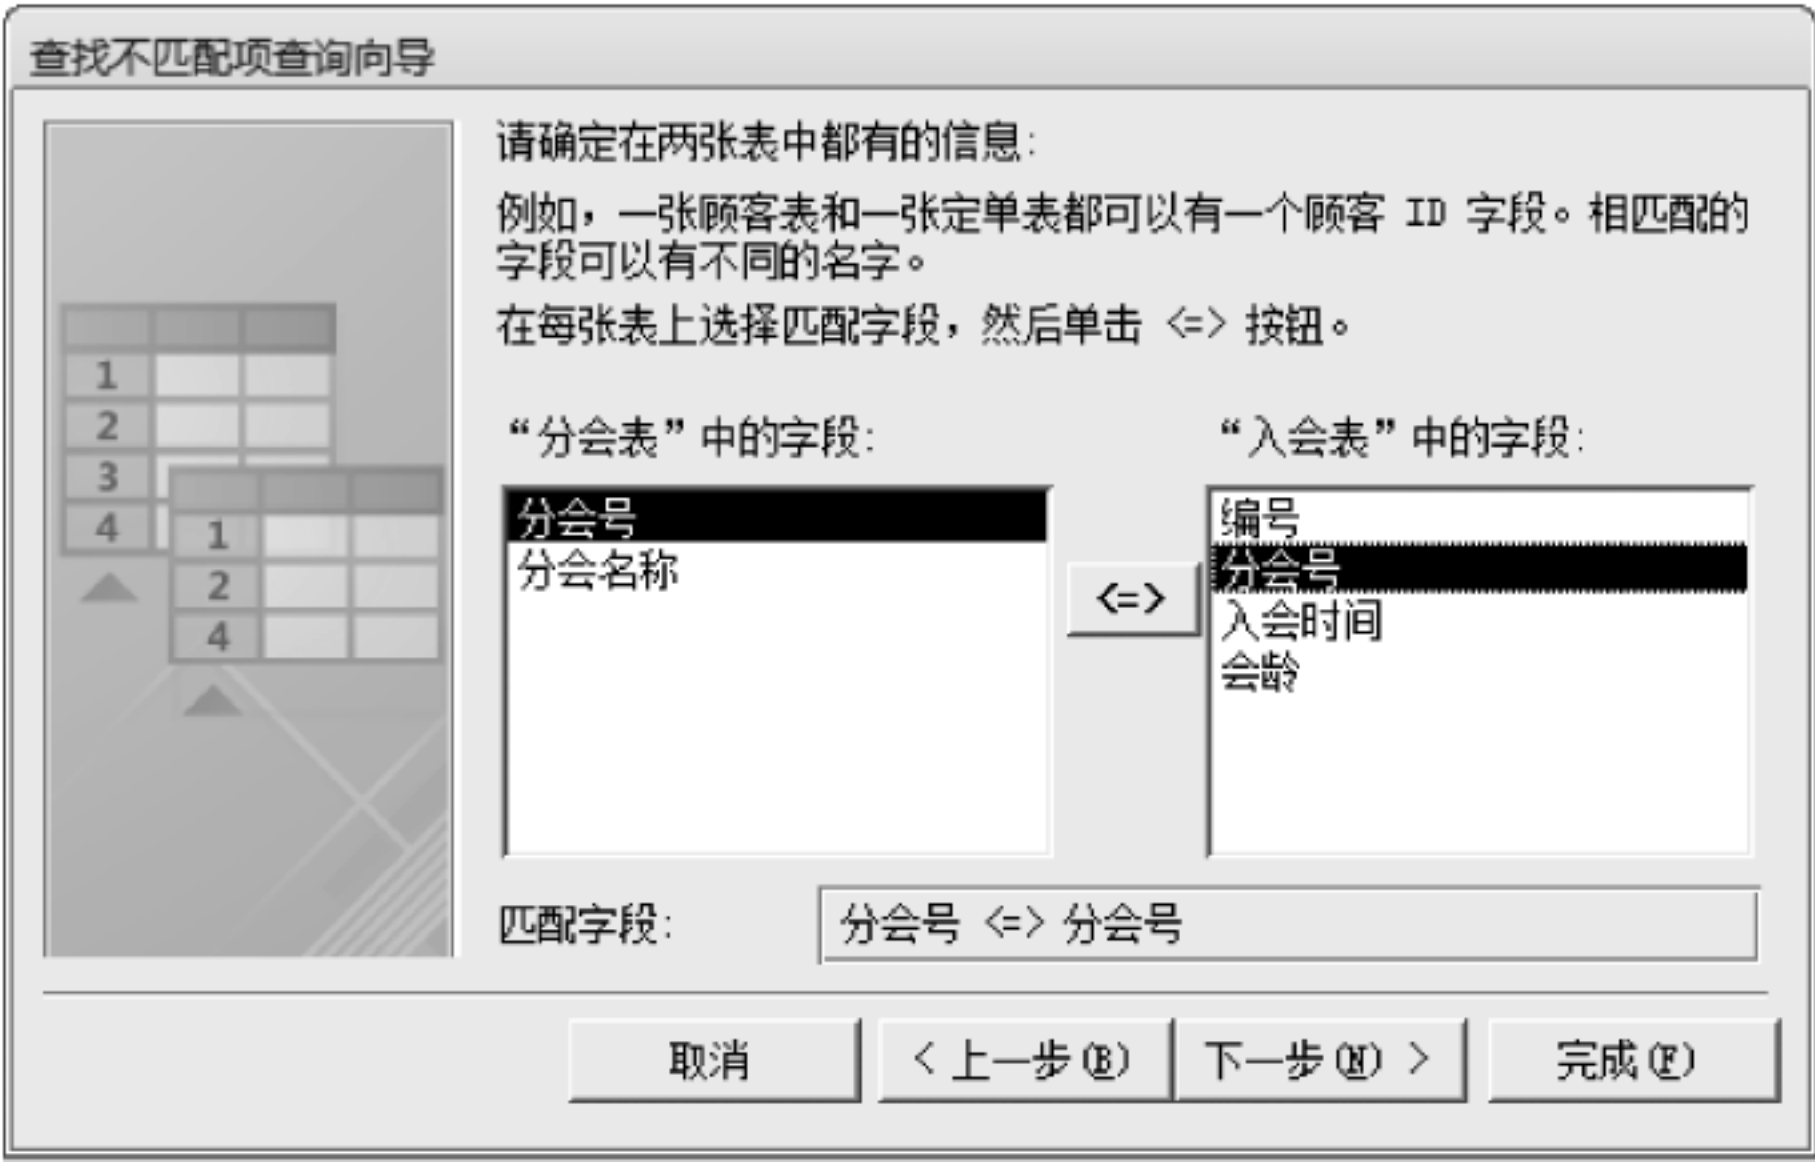 查找不匹配项查询向导
请确定在两张表中都有的信息:
例如，一张顾客表和一张定单表都可以有一个顾客 ID 字段。相匹配的
字段可以有不同的名字。
在每张表上选择匹配字段，然后单击 <=> 按钮。
1
2
3
4
1
2
4
“分会表”中的字段:
分会号
分会名称
<=>
“入会表”中的字段:
编号
分会号
入会时间
会龄
匹配字段:
分会号 <=> 分会号
取消
< 上一步(B)
下一步(N) >
完成(F)